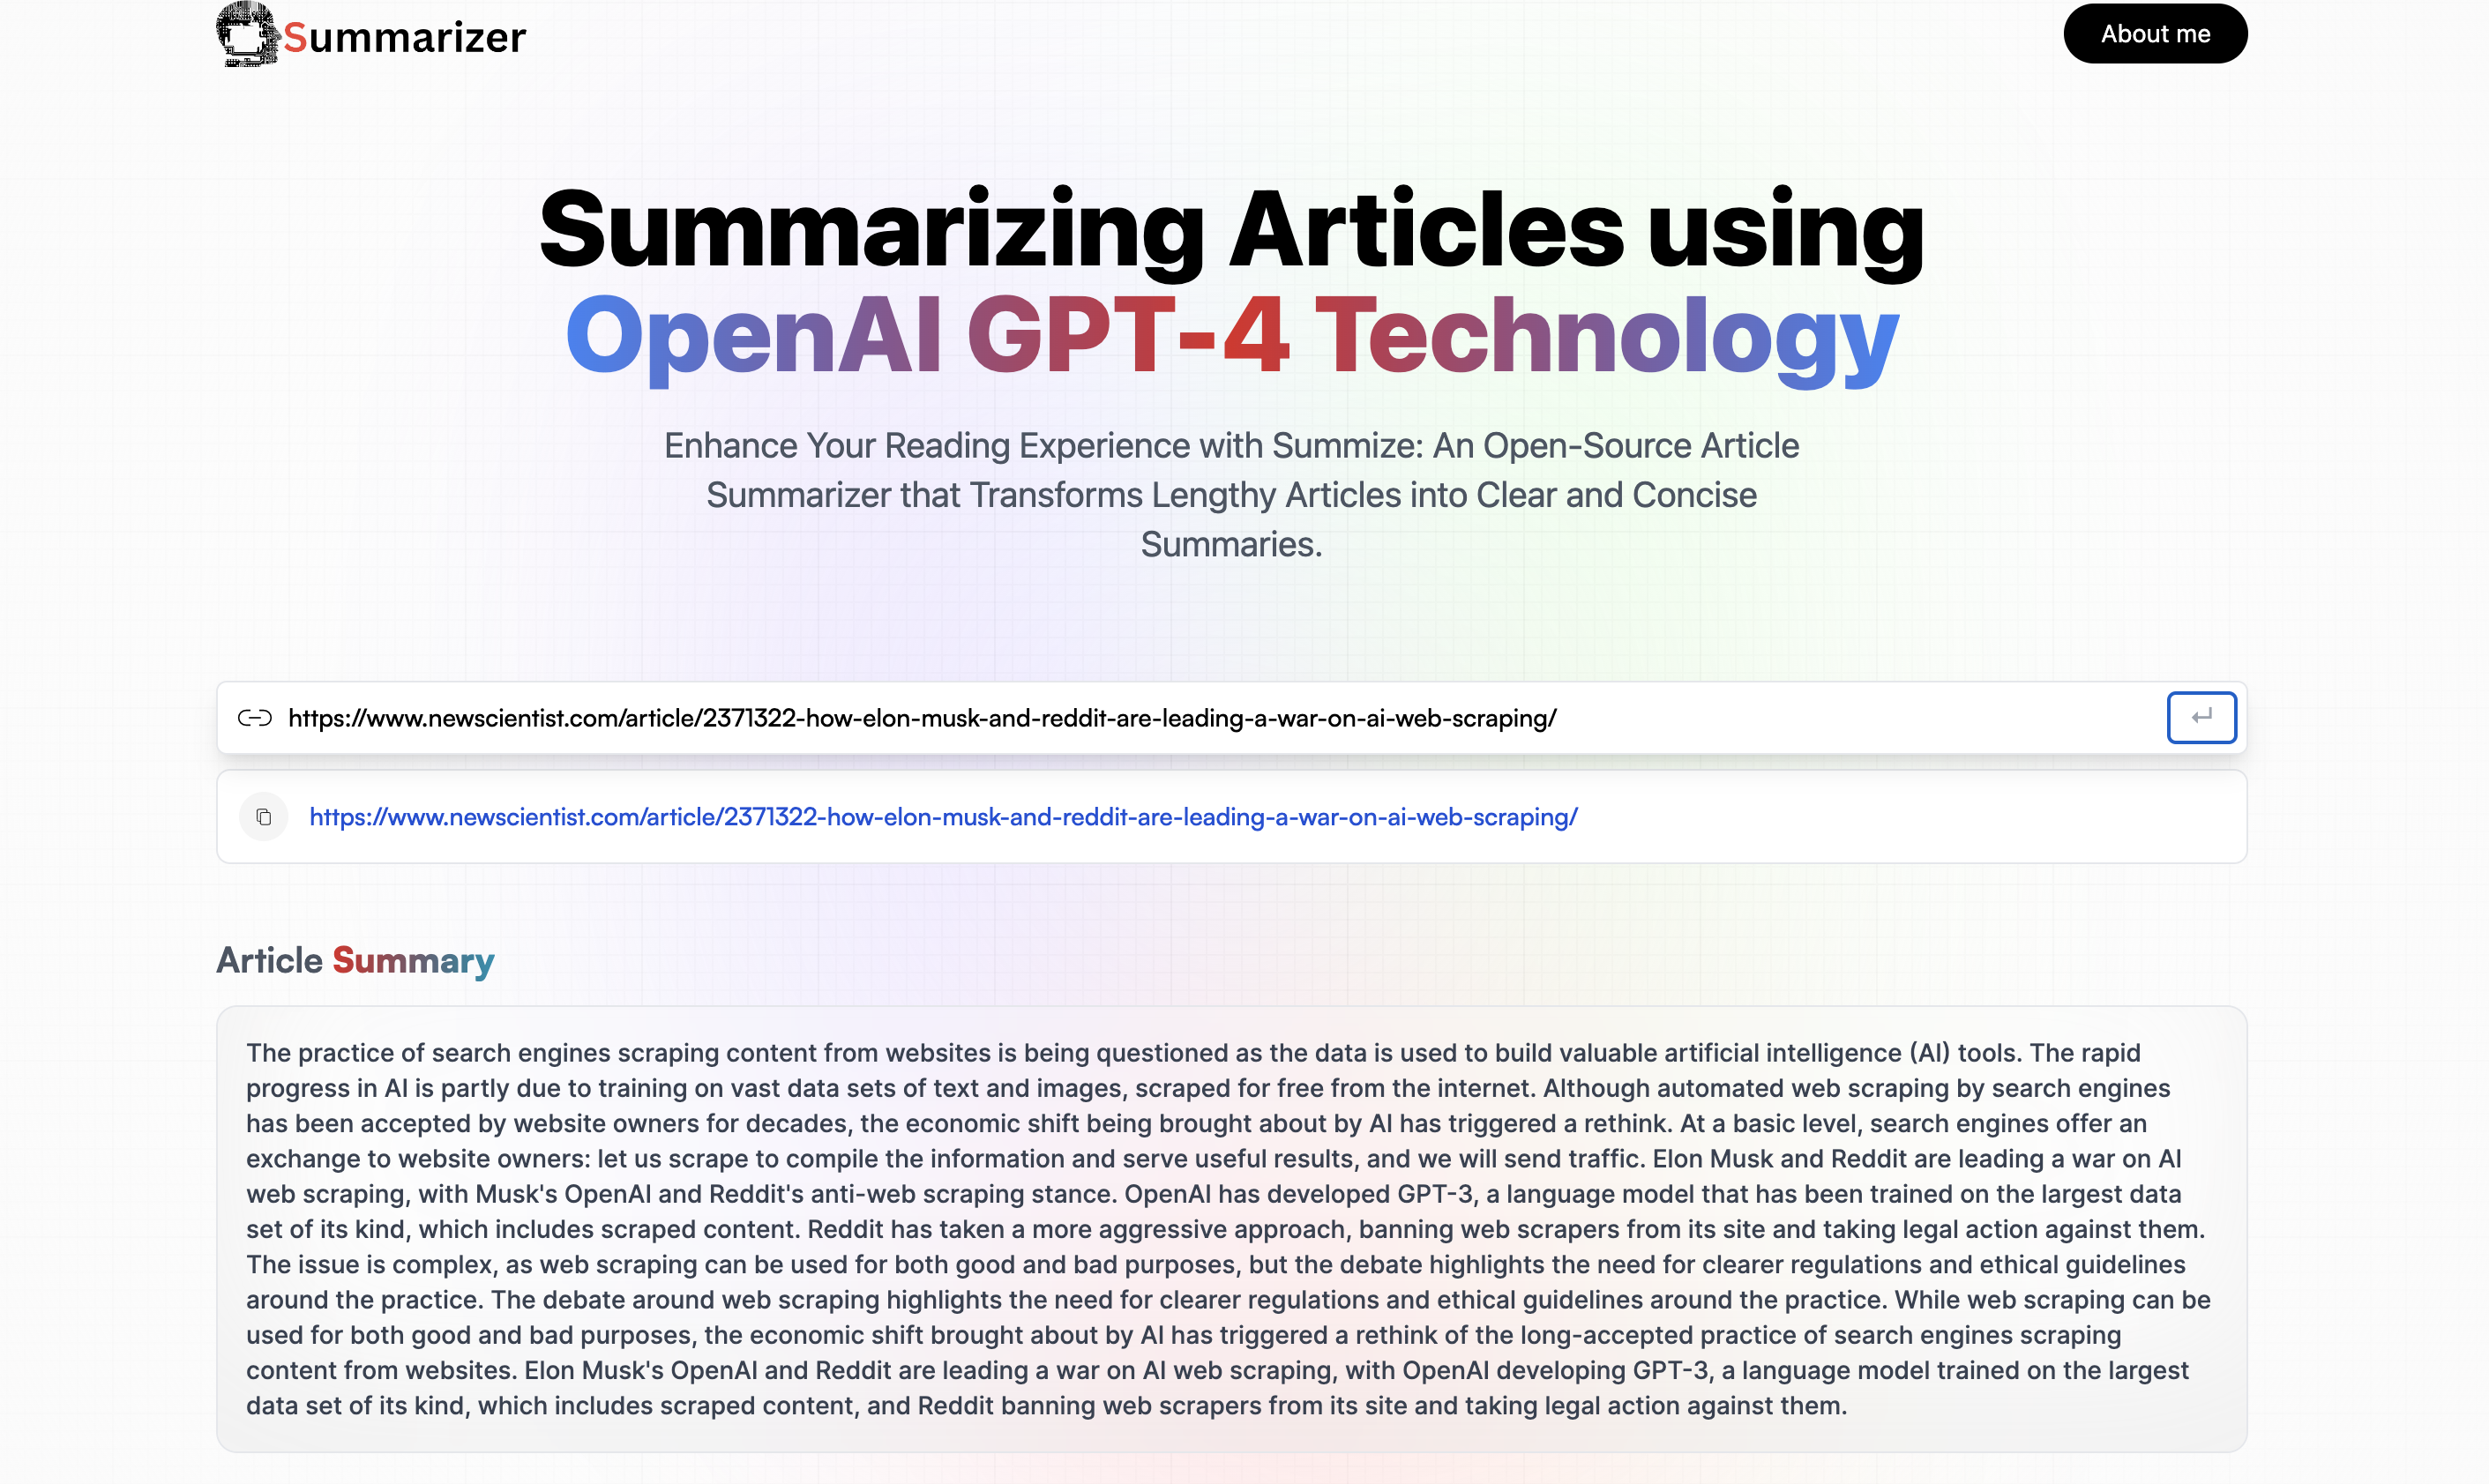 Summarizer
About me
Summarizing Articles using
OpenAI GPT-4 Technology
Enhance Your Reading Experience with Summize: An Open-Source Article
Summarizer that Transforms Lengthy Articles into Clear and Concise
Summaries.
https://www.newscientist.com/article/2371322-how-elon-musk-and-reddit-are-leading-a-war-on-ai-web-scraping/
https://www.newscientist.com/article/2371322-how-elon-musk-and-reddit-are-leading-a-war-on-ai-web-scraping/
Article Summary
The practice of search engines scraping content from websites is being questioned as the data is used to build valuable artificial intelligence (AI) tools. The rapid
progress in AI is partly due to training on vast data sets of text and images, scraped for free from the internet. Although automated web scraping by search engines
has been accepted by website owners for decades, the economic shift being brought about by AI has triggered a rethink. At a basic level, search engines offer an
exchange to website owners: let us scrape to compile the information and serve useful results, and we will send traffic. Elon Musk and Reddit are leading a war on AI
web scraping, with Musk's OpenAI and Reddit's anti-web scraping stance. OpenAI has developed GPT-3, a language model that has been trained on the largest data
set of its kind, which includes scraped content. Reddit has taken a more aggressive approach, banning web scrapers from its site and taking legal action against them.
The issue is complex, as web scraping can be used for both good and bad purposes, but the debate highlights the need for clearer regulations and ethical guidelines
around the practice. The debate around web scraping highlights the need for clearer regulations and ethical guidelines around the practice. While web scraping can be
used for both good and bad purposes, the economic shift brought about by AI has triggered a rethink of the long-accepted practice of search engines scraping
content from websites. Elon Musk's OpenAI and Reddit are leading a war on AI web scraping, with OpenAI developing GPT-3, a language model trained on the largest
data set of its kind, which includes scraped content, and Reddit banning web scrapers from its site and taking legal action against them.